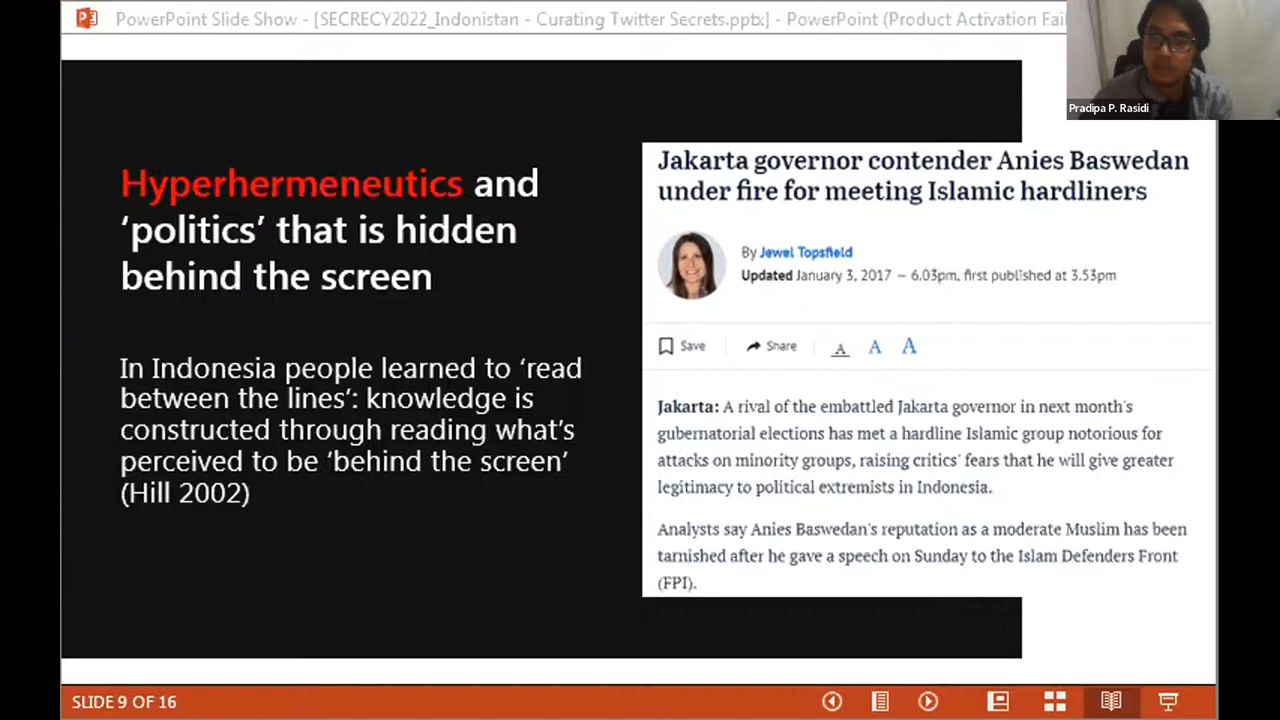 PowerPoint Slide Show - [SECRECY2022_Indonistan - Curating Twitter Secrets.pptx] - PowerPoint (Product Activation Fai
Pradipa P. Rasidi
Hyperhermeneutics and
‘politics’ that is hidden
behind the screen
In Indonesia people learned to ‘read
between the lines’: knowledge is
constructed through reading what’s
perceived to be ‘behind the screen’
(Hill 2002)
Jakarta governor contender Anies Baswedan
under fire for meeting Islamic hardliners
By Jewel Topsfield
Updated January 3, 2017 — 6.03pm, first published at 3.53pm
Save Share A A A
Jakarta: A rival of the embattled Jakarta governor in next month's
gubernatorial elections has met a hardline Islamic group notorious for
attacks on minority groups, raising critics' fears that he will give greater
legitimacy to political extremists in Indonesia.
Analysts say Anies Baswedan's reputation as a moderate Muslim has been
tarnished after he gave a speech on Sunday to the Islam Defenders Front
(FPI).
SLIDE 9 OF 16